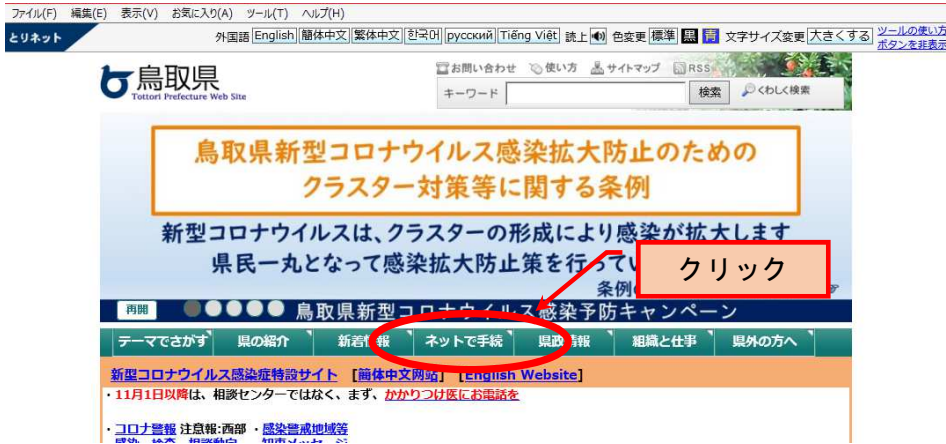 ファイル(F) 編集(E) 表示(V) お気に入り(A) ツール(T) ヘルプ(H)
とりネット 外国語 English 簡体中文 繁体中文 한국어 русский Tiếng Việt 読上 色変更 標準 黒 青 文字サイズ変更 大きくする ツールの使い方
ボタンを非表示
鳥取県 お問い合わせ 使い方 サイトマップ RSS
Tottori Prefecture Web Site キーワード 検索 くわしく検索
鳥取県新型コロナウイルス感染拡大防止のための
クラスター対策等に関する条例
新型コロナウイルスは、クラスターの形成により感染が拡大します
県民一丸となって感染拡大防止策を行って
クリック
条例
再開 鳥取県新型コロナウイルス感染予防キャンペーン
テーマでさがす 県の紹介 新着情報 ネットで手続 県政情報 組織と仕事 県外の方へ
新型コロナウイルス感染症特設サイト [簡体中文网站] [English Website]
・11月1日以降は、相談センターではなく、まず、かかりつけ医にお電話を
・コロナ警報 注意報:西部 ・感染警戒地域等